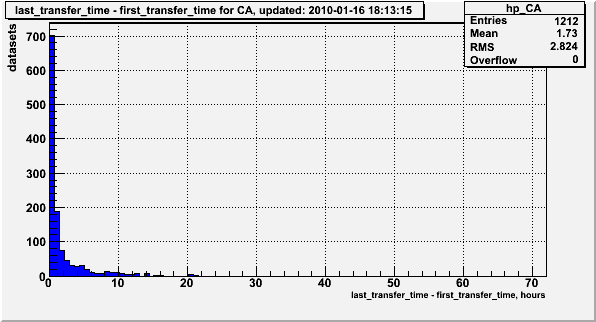 last_transfer_time - first_transfer_time for CA, updated: 2010-01-16 18:13:15
hp_CA
Entries 1212
Mean 1.73
RMS 2.824
Overflow 0
datasets
700
600
500
400
300
200
100
0
0 10 20 30 40 50 60 70
last_transfer_time - first_transfer_time, hours